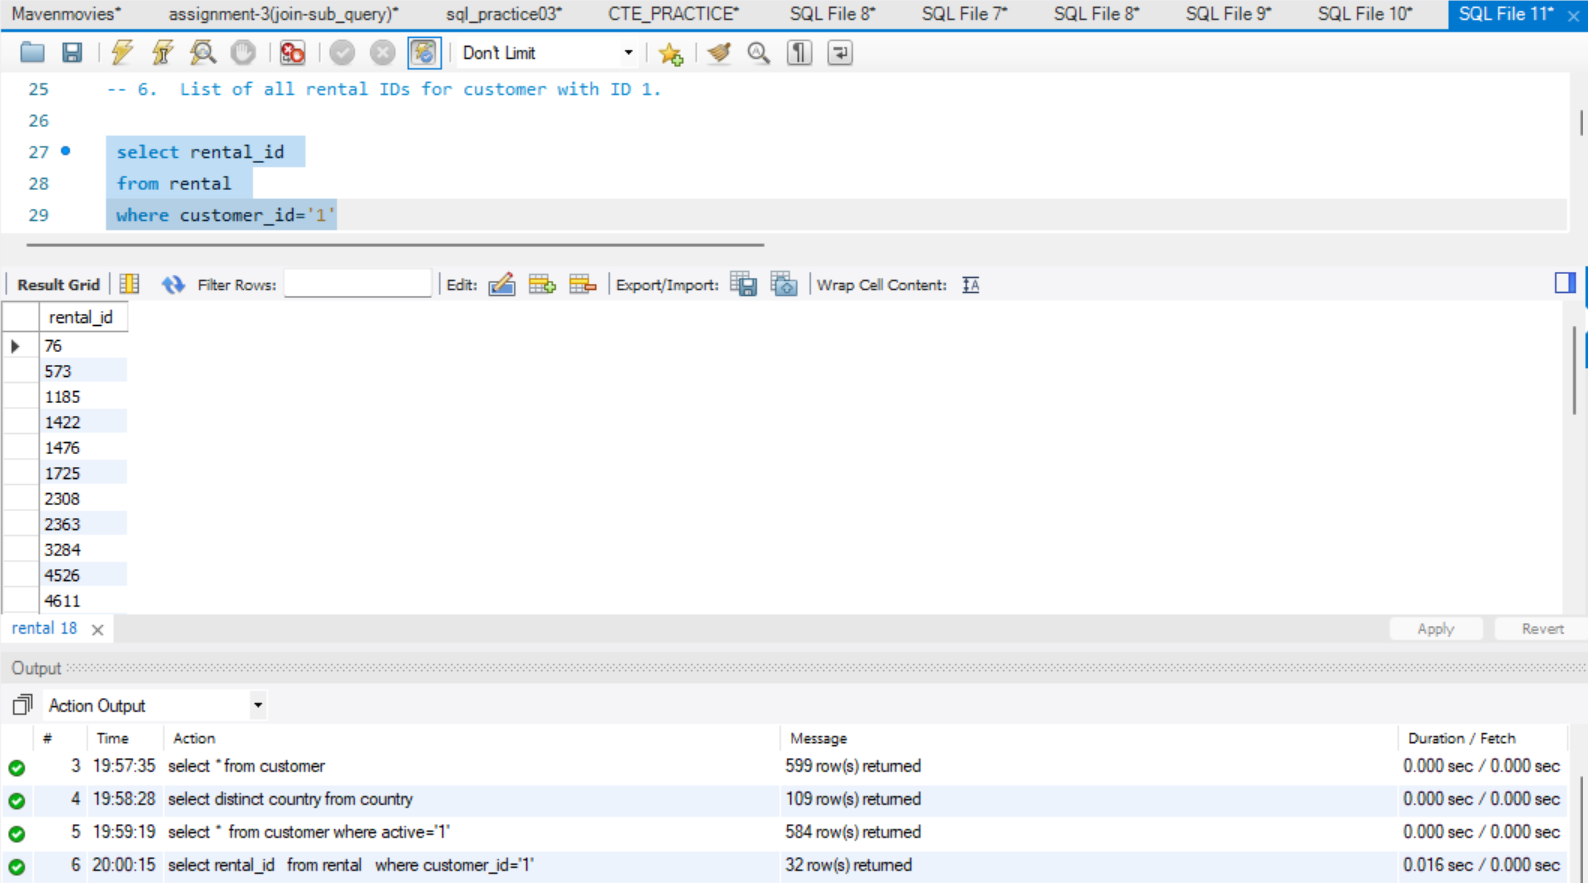 Mavenmovies* assignment-3(join-sub_query)* sql_practice03* CTE_PRACTICE* SQL File 8* SQL File 7* SQL File 8* SQL File 9* SQL File 10* SQL File 11*
Don't Limit
25 -- 6. List of all rental IDs for customer with ID 1.
26
27 select rental_id
28 from rental
29 where customer_id='1'
Result Grid Filter Rows: Edit: Export/Import: Wrap Cell Content:
rental_id
76
573
1185
1422
1476
1725
2308
2363
3284
4526
4611
rental 18 Apply Revert
Output
Action Output
# Time Action Message Duration / Fetch
3 19:57:35 select * from customer 599 row(s) returned 0.000 sec / 0.000 sec
4 19:58:28 select distinct country from country 109 row(s) returned 0.000 sec / 0.000 sec
5 19:59:19 select * from customer where active='1' 584 row(s) returned 0.000 sec / 0.000 sec
6 20:00:15 select rental_id from rental where customer_id='1' 32 row(s) returned 0.016 sec / 0.000 sec